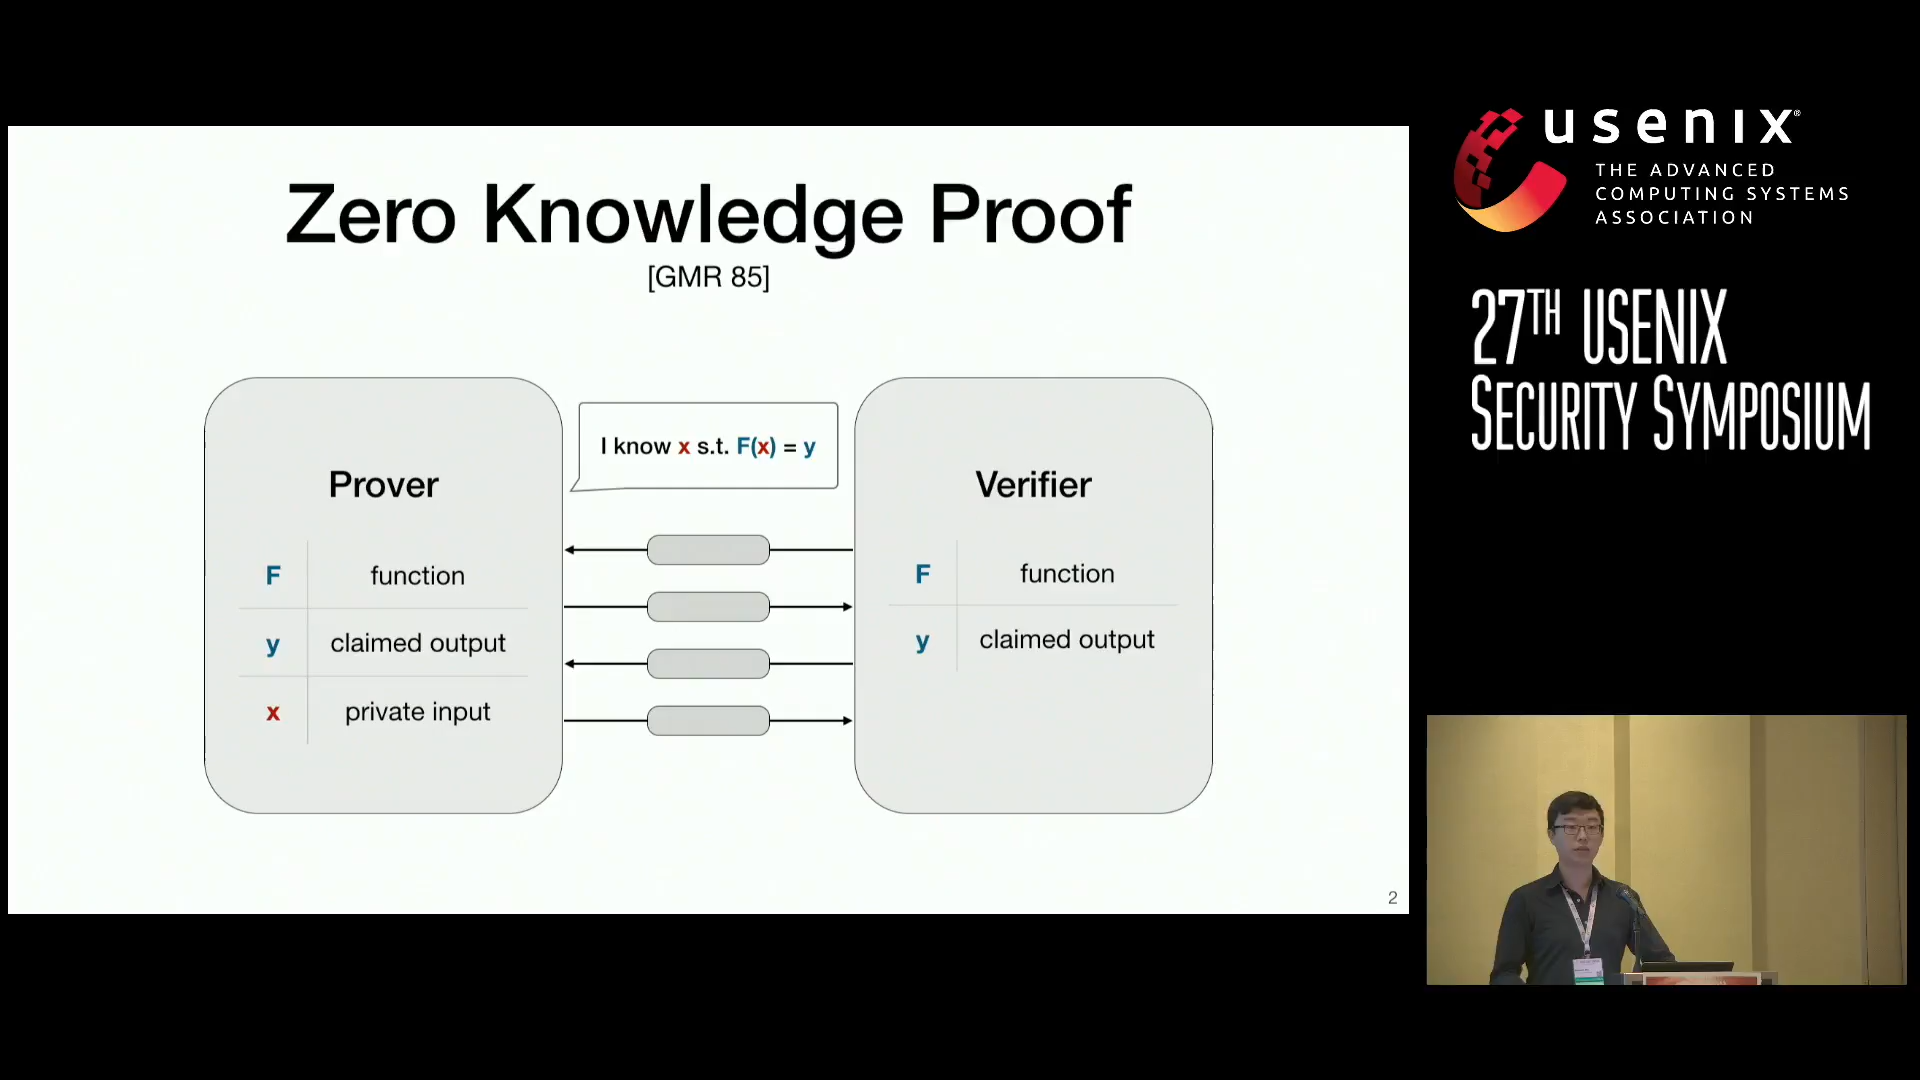 Zero Knowledge Proof
[GMR 85]
I know x s.t. F(x) = y
Prover
F function
y claimed output
x private input
Verifier
F function
y claimed output
2
usenix®
THE ADVANCED
COMPUTING SYSTEMS
ASSOCIATION
27TH USENIX
SECURITY SYMPOSIUM